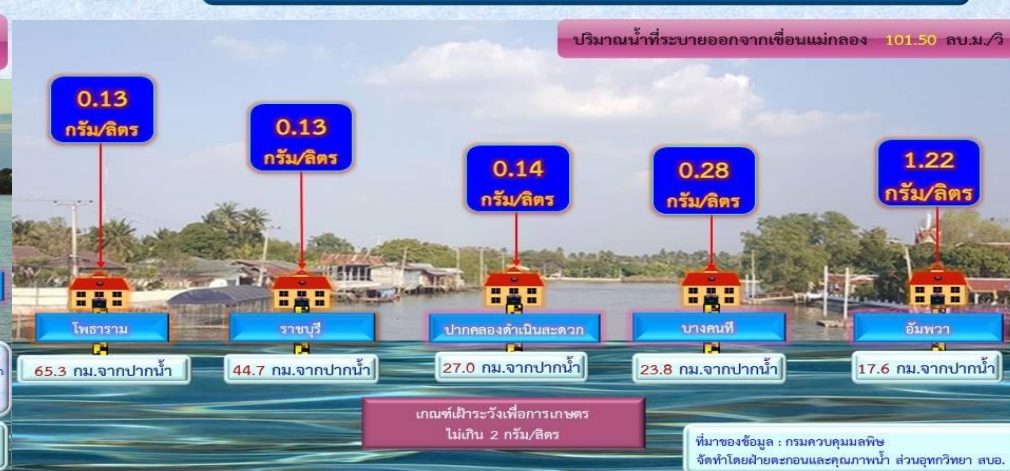 ปริมาณน้ำที่ระบายออกจากเขื่อนแม่กลอง 101.50 ลบ.ม./วิ
0.13
กรัม/ลิตร
0.13
กรัม/ลิตร
0.14
กรัม/ลิตร
0.28
กรัม/ลิตร
1.22
กรัม/ลิตร
โพธาราม
ราชบุรี
ปากคลองดำเนินสะดวก
บางคนที
อัมพวา
65.3 กม.จากปากน้ำ
44.7 กม.จากปากน้ำ
27.0 กม.จากปากน้ำ
23.8 กม.จากปากน้ำ
17.6 กม.จากปากน้ำ
เกณฑ์เฝ้าระวังเพื่อการเกษตร
ไม่เกิน 2 กรัม/ลิตร
ที่มาของข้อมูล : กรมควบคุมมลพิษ
จัดทำโดยฝ่ายตะกอนและคุณภาพน้ำ ส่วนอุทกวิทยา สบอ.